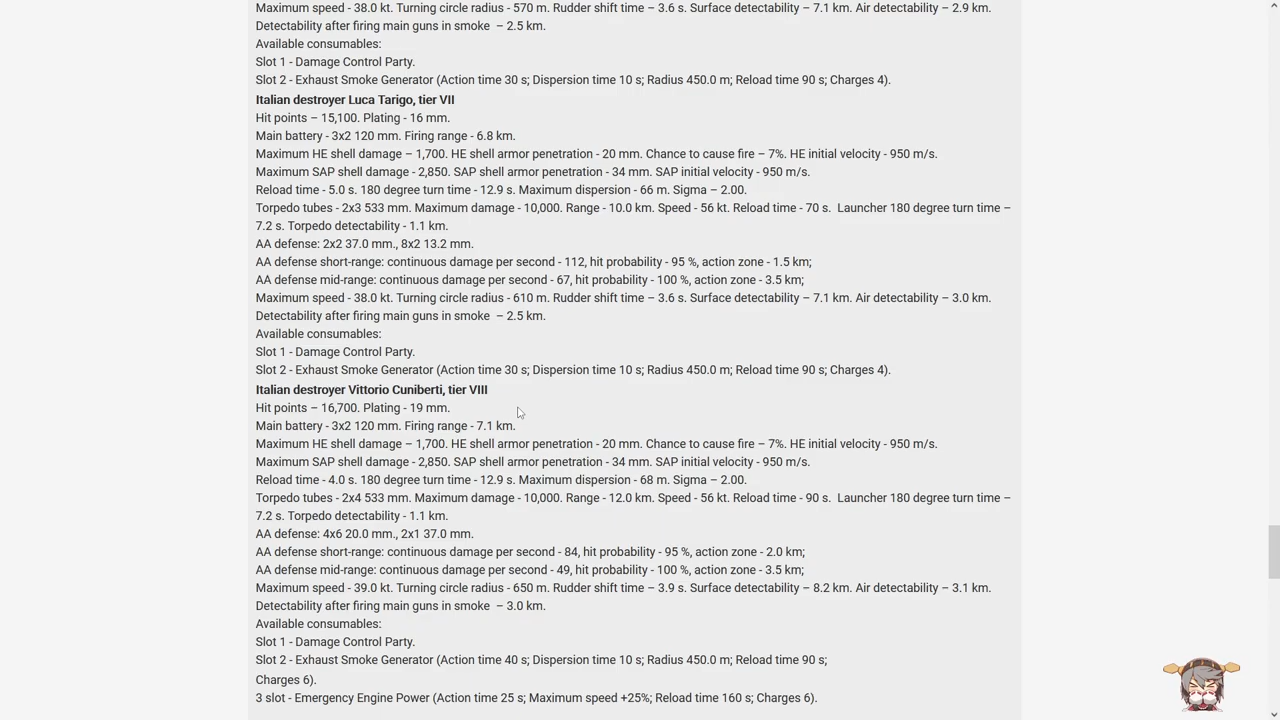 Maximum speed - 38.0 kt. Turning circle radius - 570 m. Rudder shift time – 3.6 s. Surface detectability – 7.1 km. Air detectability – 2.9 km.
Detectability after firing main guns in smoke – 2.5 km.
Available consumables:
Slot 1 - Damage Control Party.
Slot 2 - Exhaust Smoke Generator (Action time 30 s; Dispersion time 10 s; Radius 450.0 m; Reload time 90 s; Charges 4).
Italian destroyer Luca Tarigo, tier VII
Hit points – 15,100. Plating - 16 mm.
Main battery - 3x2 120 mm. Firing range - 6.8 km.
Maximum HE shell damage – 1,700. HE shell armor penetration - 20 mm. Chance to cause fire – 7%. HE initial velocity - 950 m/s.
Maximum SAP shell damage - 2,850. SAP shell armor penetration - 34 mm. SAP initial velocity - 950 m/s.
Reload time - 5.0 s. 180 degree turn time - 12.9 s. Maximum dispersion - 66 m. Sigma – 2.00.
Torpedo tubes - 2x3 533 mm. Maximum damage - 10,000. Range - 10.0 km. Speed - 56 kt. Reload time - 70 s. Launcher 180 degree turn time –
7.2 s. Torpedo detectability - 1.1 km.
AA defense: 2x2 37.0 mm., 8x2 13.2 mm.
AA defense short-range: continuous damage per second - 112, hit probability - 95 %, action zone - 1.5 km;
AA defense mid-range: continuous damage per second - 67, hit probability - 100 %, action zone - 3.5 km;
Maximum speed - 38.0 kt. Turning circle radius - 610 m. Rudder shift time – 3.6 s. Surface detectability – 7.1 km. Air detectability – 3.0 km.
Detectability after firing main guns in smoke – 2.5 km.
Available consumables:
Slot 1 - Damage Control Party.
Slot 2 - Exhaust Smoke Generator (Action time 30 s; Dispersion time 10 s; Radius 450.0 m; Reload time 90 s; Charges 4).
Italian destroyer Vittorio Cuniberti, tier VIII
Hit points – 16,700. Plating - 19 mm.
Main battery - 3x2 120 mm. Firing range - 7.1 km.
Maximum HE shell damage – 1,700. HE shell armor penetration - 20 mm. Chance to cause fire – 7%. HE initial velocity - 950 m/s.
Maximum SAP shell damage - 2,850. SAP shell armor penetration - 34 mm. SAP initial velocity - 950 m/s.
Reload time - 4.0 s. 180 degree turn time - 12.9 s. Maximum dispersion - 68 m. Sigma – 2.00.
Torpedo tubes - 2x4 533 mm. Maximum damage - 10,000. Range - 12.0 km. Speed - 56 kt. Reload time - 90 s. Launcher 180 degree turn time –
7.2 s. Torpedo detectability - 1.1 km.
AA defense: 4x6 20.0 mm., 2x1 37.0 mm.
AA defense short-range: continuous damage per second - 84, hit probability - 95 %, action zone - 2.0 km;
AA defense mid-range: continuous damage per second - 49, hit probability - 100 %, action zone - 3.5 km;
Maximum speed - 39.0 kt. Turning circle radius - 650 m. Rudder shift time – 3.9 s. Surface detectability – 8.2 km. Air detectability – 3.1 km.
Detectability after firing main guns in smoke – 3.0 km.
Available consumables:
Slot 1 - Damage Control Party.
Slot 2 - Exhaust Smoke Generator (Action time 40 s; Dispersion time 10 s; Radius 450.0 m; Reload time 90 s;
Charges 6).
3 slot - Emergency Engine Power (Action time 25 s; Maximum speed +25%; Reload time 160 s; Charges 6).